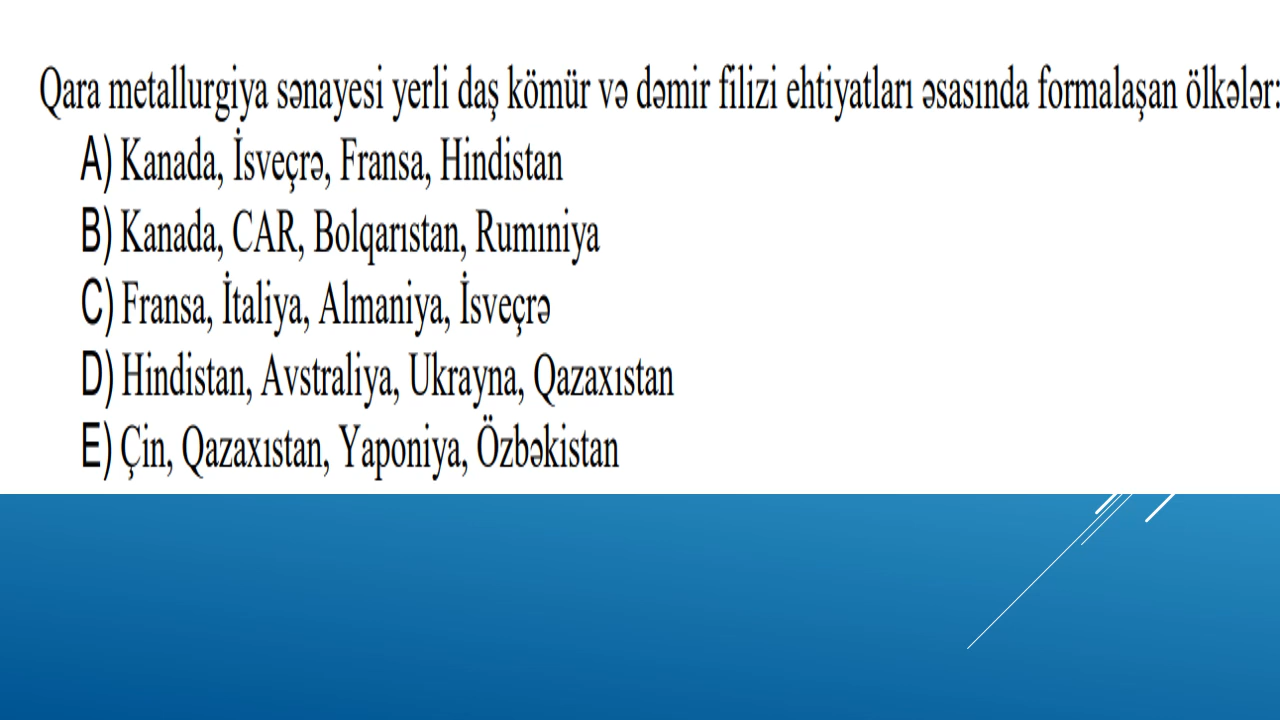 Qara metallurgiya sənayesi yerli daş kömür və dəmir filizi ehtiyatları əsasında formalaşan ölkələr:
A) Kanada, İsveçrə, Fransa, Hindistan
B) Kanada, CAR, Bolqarıstan, Rumıniya
C) Fransa, İtaliya, Almaniya, İsveçrə
D) Hindistan, Avstraliya, Ukrayna, Qazaxıstan
E) Çin, Qazaxıstan, Yaponiya, Özbəkistan